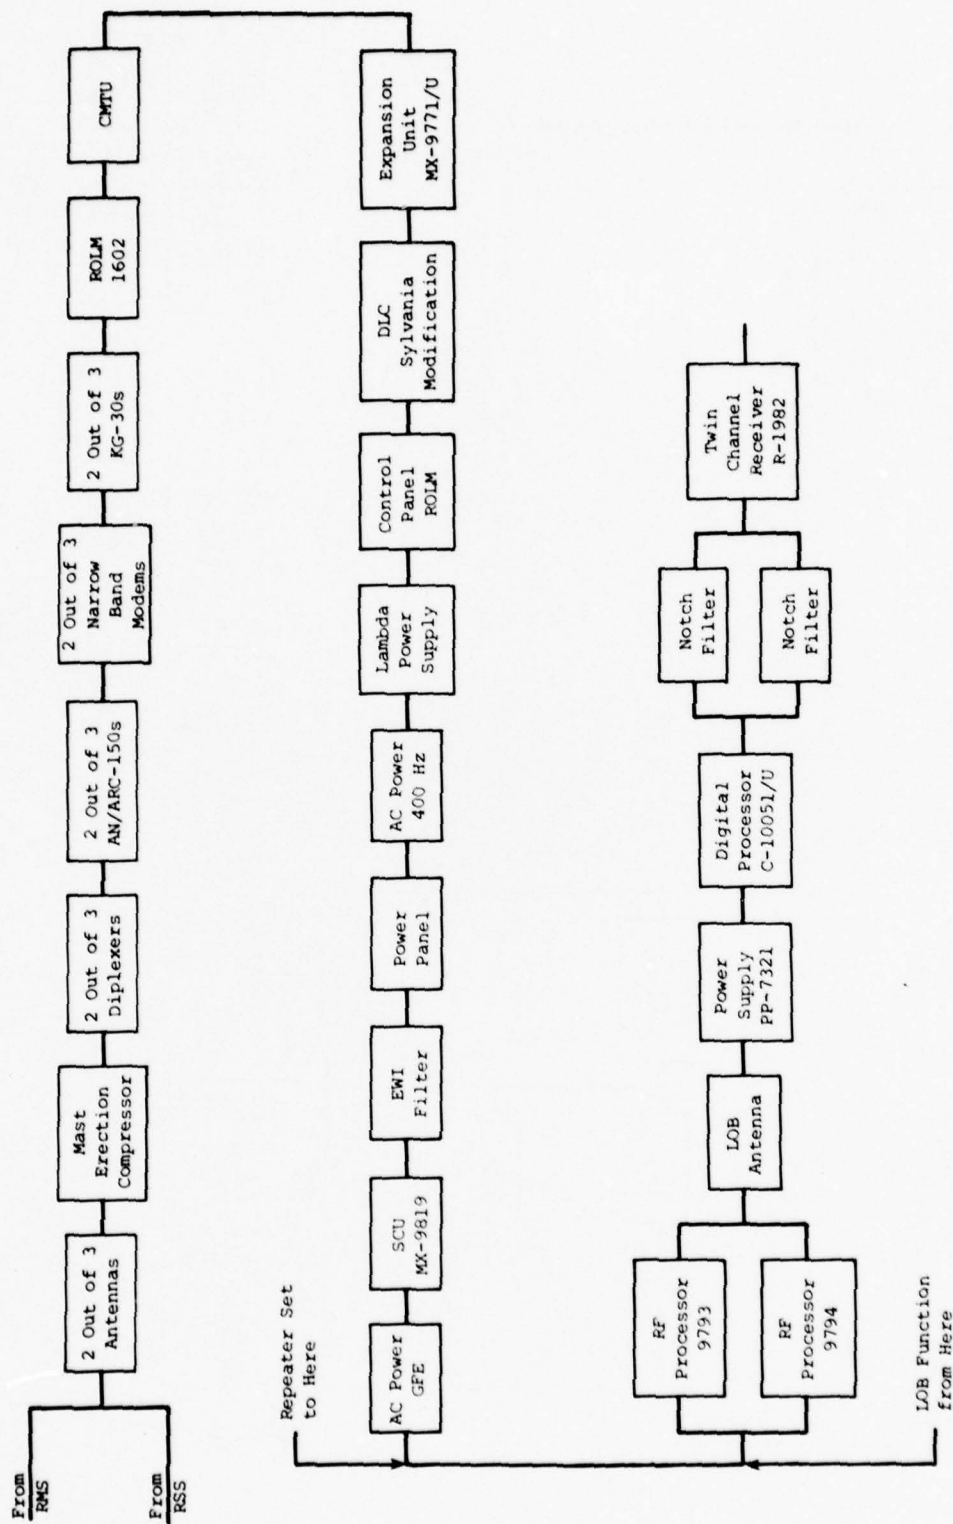 From
RMS
From
RSS
2 Out of 3
Antennas
Mast
Erection
Compressor
2 Out of 3
Diplexers
2 Out of 3
AN/ARC-150s
2 Out of 3
Narrow
Band
Modems
2 Out of 3
KG-30s
ROLM
1602
CMTU
Expansion
Unit
MX-9771/U
DLC
Sylvania
Modification
Control
Panel
ROLM
Lambda
Power
Supply
AC Power
400 Hz
Power
Panel
EWI
Filter
SCU
MX-9819
AC Power
GFE
Repeater Set
to Here
LOB Function
from Here
RF
Processor
9793
RF
Processor
9794
LOB
Antenna
Power
Supply
PP-7321
Digital
Processor
C-10051/U
Notch
Filter
Notch
Filter
Twin
Channel
Receiver
R-1982